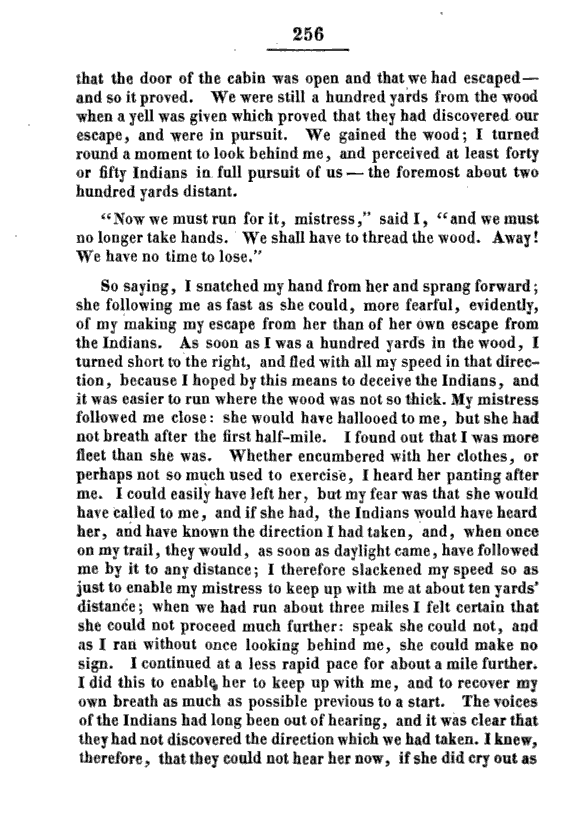 256
that the door of the cabin was open and that we had escaped—
and so it proved. We were still a hundred yards from the wood
when a yell was given which proved that they had discovered our
escape, and were in pursuit. We gained the wood; I turned
round a moment to look behind me, and perceived at least forty
or fifty Indians in full pursuit of us — the foremost about two
hundred yards distant.
“Now we must run for it, mistress,” said I, “and we must
no longer take hands. We shall have to thread the wood. Away!
We have no time to lose.”
So saying, I snatched my hand from her and sprang forward;
she following me as fast as she could, more fearful, evidently,
of my making my escape from her than of her own escape from
the Indians. As soon as I was a hundred yards in the wood, I
turned short to the right, and fled with all my speed in that direc-
tion, because I hoped by this means to deceive the Indians, and
it was easier to run where the wood was not so thick. My mistress
followed me close: she would have hallooed to me, but she had
not breath after the first half-mile. I found out that I was more
fleet than she was. Whether encumbered with her clothes, or
perhaps not so much used to exercise, I heard her panting after
me. I could easily have left her, but my fear was that she would
have called to me, and if she had, the Indians would have heard
her, and have known the direction I had taken, and, when once
on my trail, they would, as soon as daylight came, have followed
me by it to any distance; I therefore slackened my speed so as
just to enable my mistress to keep up with me at about ten yards’
distance; when we had run about three miles I felt certain that
she could not proceed much further: speak she could not, and
as I ran without once looking behind me, she could make no
sign. I continued at a less rapid pace for about a mile further.
I did this to enable her to keep up with me, and to recover my
own breath as much as possible previous to a start. The voices
of the Indians had long been out of hearing, and it was clear that
they had not discovered the direction which we had taken. I knew,
therefore, that they could not hear her now, if she did cry out as